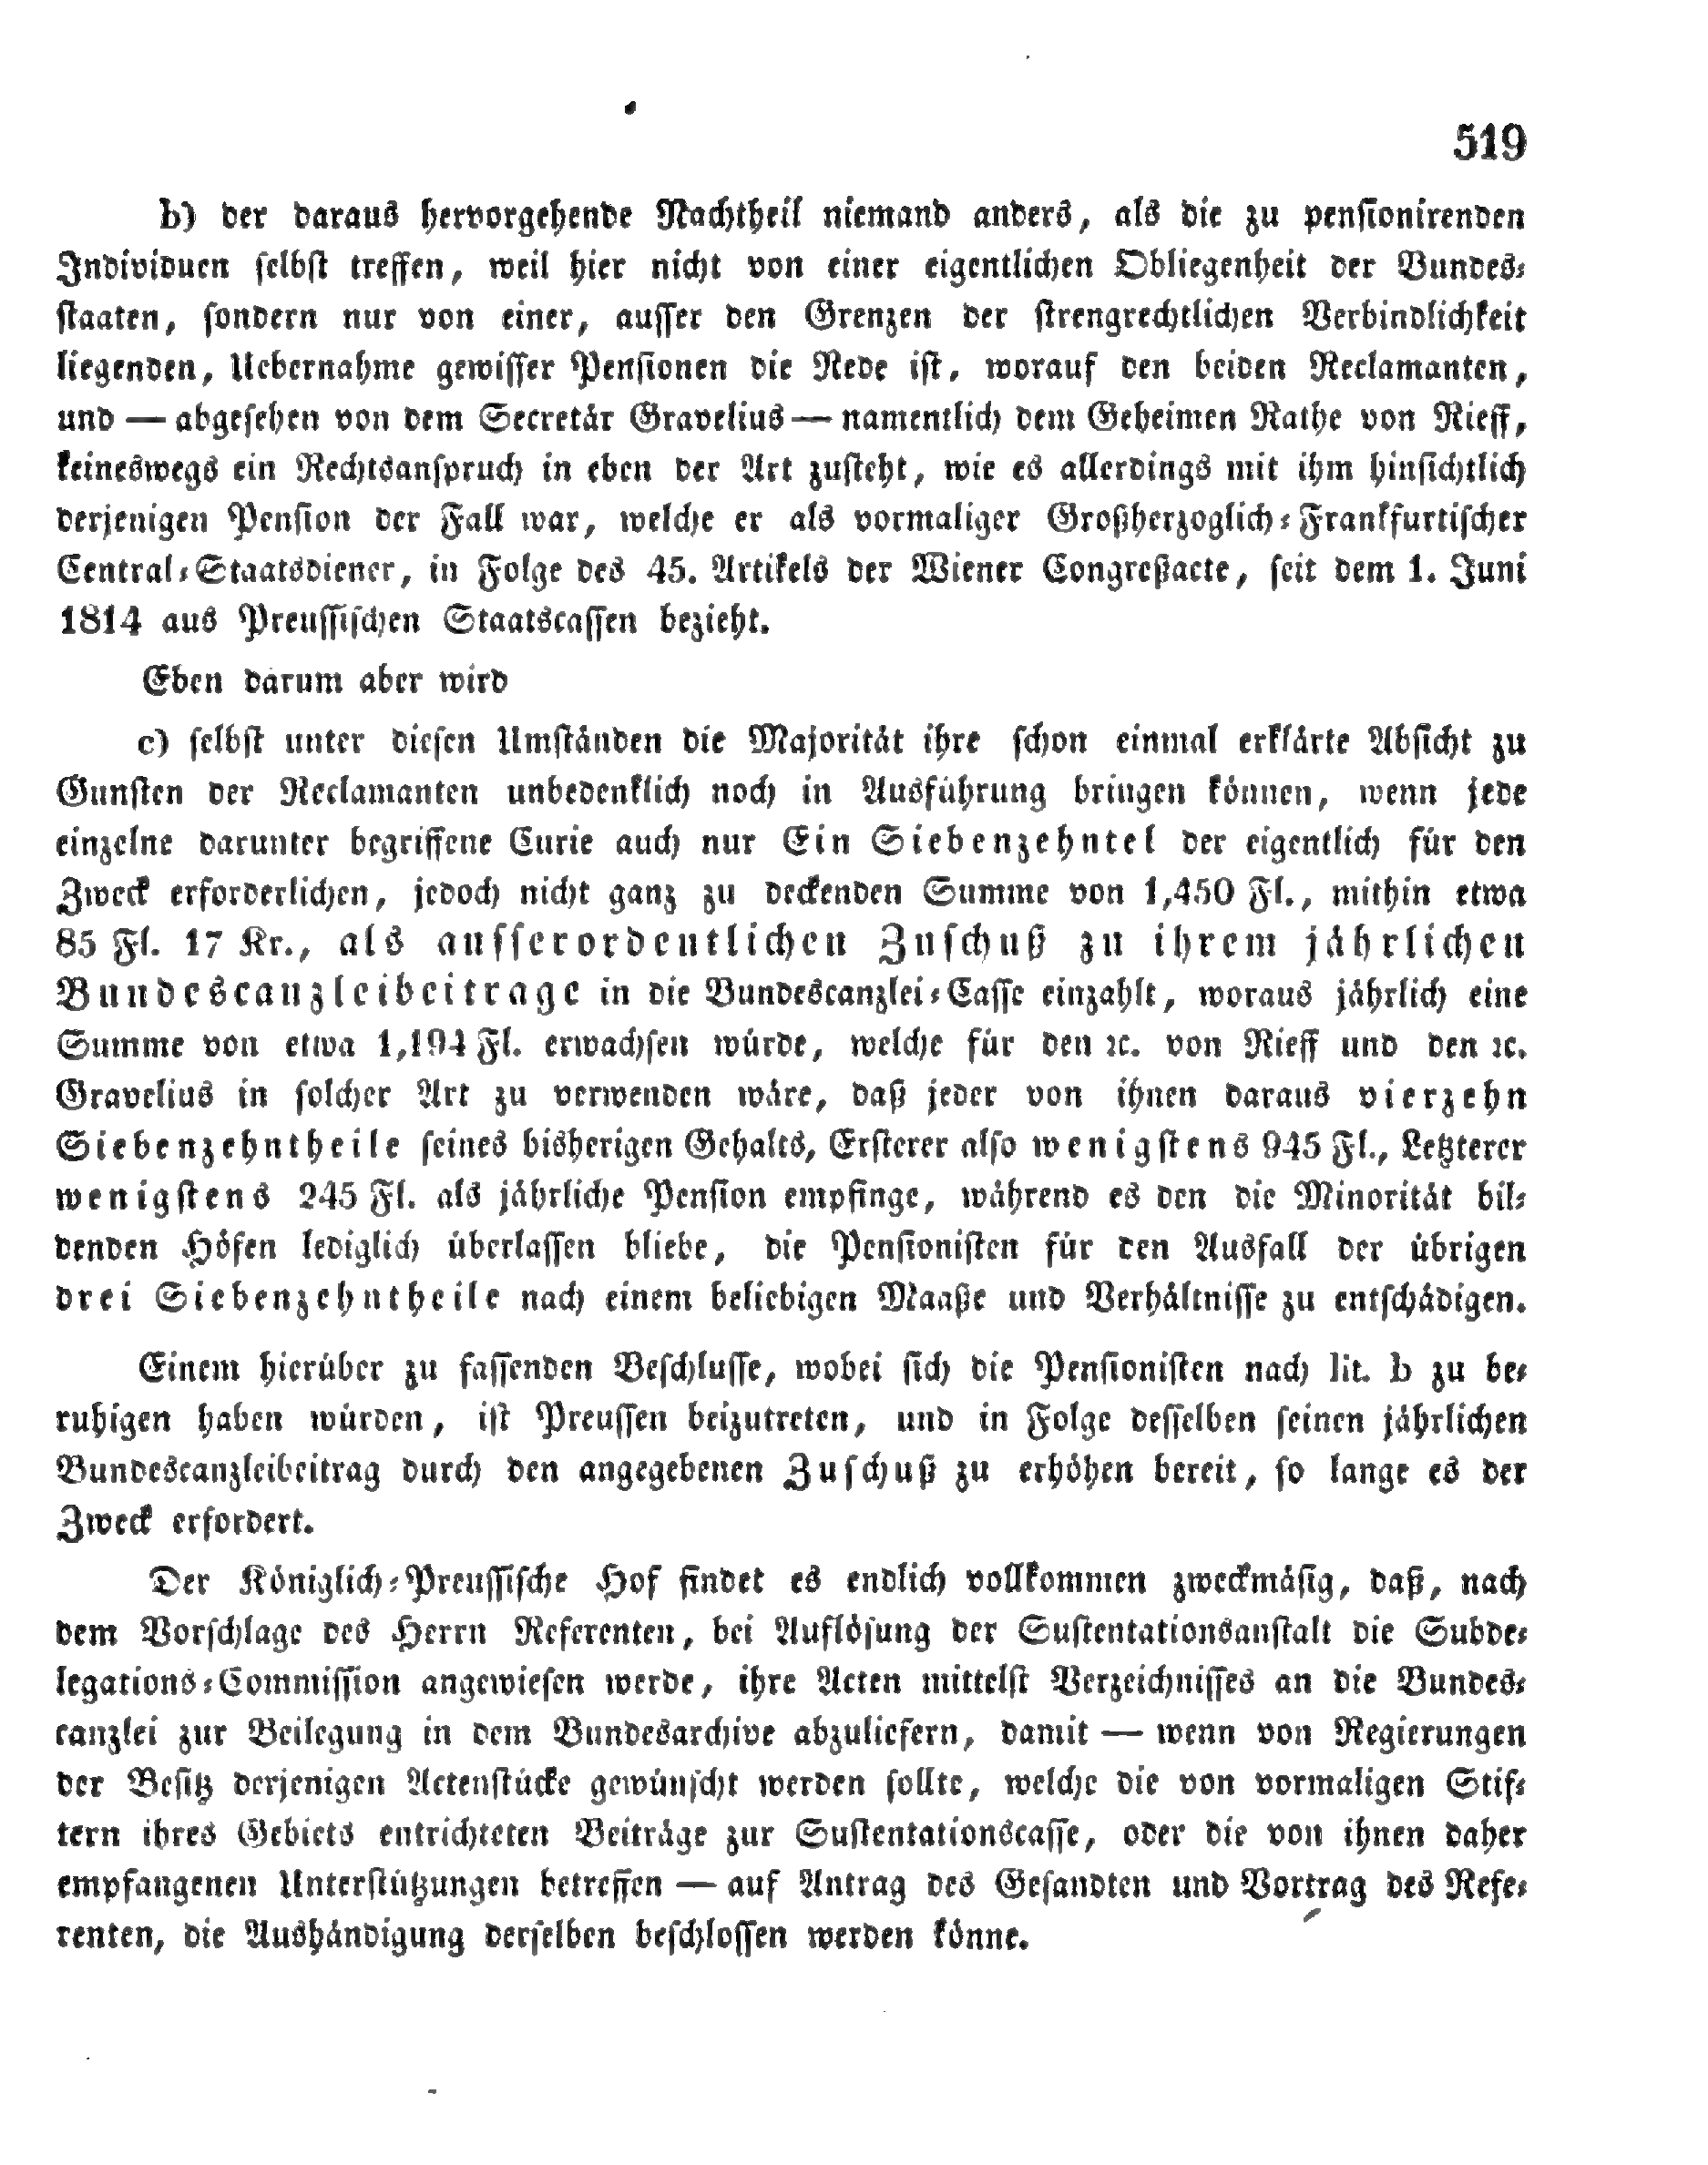 519
b) der daraus hervorgehende Nachtheil niemand anders, als die zu pensionirenden
Individuen selbst treffen, weil hier nicht von einer eigentlichen Obliegenheit der Bundes-
staaten, sondern nur von einer, ausser den Grenzen der strengrechtlichen Verbindlichkeit
liegenden, Uebernahme gewisser Pensionen die Rede ist, worauf den beiden Reclamanten,
und — abgesehen von dem Secretär Gravelius — namentlich dem Geheimen Rathe von Rieff,
keineswegs ein Rechtsanspruch in eben der Art zusteht, wie es allerdings mit ihm hinsichtlich
derjenigen Pension der Fall war, welche er als vormaliger Großherzoglich-Frankfurtischer
Central-Staatsdiener, in Folge des 45. Artikels der Wiener Congreßacte, seit dem 1. Juni
1814 aus Preussischen Staatscassen bezieht.
Eben darum aber wird
c) selbst unter diesen Umständen die Majorität ihre schon einmal erklärte Absicht zu
Gunsten der Reclamanten unbedenklich noch in Ausführung bringen können, wenn jede
einzelne darunter begriffene Curie auch nur Ein Siebenzehntel der eigentlich für den
Zweck erforderlichen, jedoch nicht ganz zu deckenden Summe von 1,450 Fl., mithin etwa
85 Fl. 17 Kr., als ausserordentlichen Zuschuß zu ihrem jährlichen
Bundescanzleibeitrage in die Bundescanzlei-Casse einzahlt, woraus jährlich eine
Summe von etwa 1,194 Fl. erwachsen würde, welche für den ꝛc. von Rieff und den ꝛc.
Gravelius in solcher Art zu verwenden wäre, daß jeder von ihnen daraus vierzehn
Siebenzehntheile seines bisherigen Gehalts, Ersterer also wenigstens 945 Fl., Letzterer
wenigstens 245 Fl. als jährliche Pension empfinge, während es den die Minorität bil-
denden Höfen lediglich überlassen bliebe, die Pensionisten für den Ausfall der übrigen
drei Siebenzehntheile nach einem beliebigen Maaße und Verhältnisse zu entschädigen.
Einem hierüber zu fassenden Beschlusse, wobei sich die Pensionisten nach lit. b zu be-
ruhigen haben würden, ist Preussen beizutreten, und in Folge desselben seinen jährlichen
Bundescanzleibeitrag durch den angegebenen Zuschuß zu erhöhen bereit, so lange es der
Zweck erfordert.
Der Königlich-Preussische Hof findet es endlich vollkommen zweckmäsig, daß, nach
dem Vorschlage des Herrn Referenten, bei Auflösung der Sustentationsanstalt die Subde-
legations-Commission angewiesen werde, ihre Acten mittelst Verzeichnisses an die Bundes-
canzlei zur Beilegung in dem Bundesarchive abzuliefern, damit — wenn von Regierungen
der Besitz derjenigen Actenstücke gewünscht werden sollte, welche die von vormaligen Stif-
tern ihres Gebiets entrichteten Beiträge zur Sustentationscasse, oder die von ihnen daher
empfangenen Unterstützungen betreffen — auf Antrag des Gesandten und Vortrag des Refe-
renten, die Aushändigung derselben beschlossen werden könne.